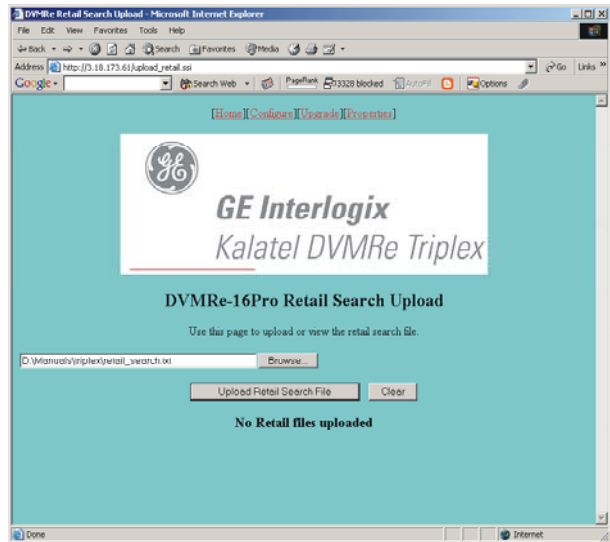 DVMRe Retail Search Upload - Microsoft Internet Explorer
File Edit View Favorites Tools Help
Back Search Favorites Media
Address http://3.18.173.61/upload_retail.ssi Go Links »
Google Search Web PageRank 33328 blocked AutoFill Options
[Home][Configure][Upgrade][Properties]
GE
GE Interlogix
Kalatel DVMRe Triplex
DVMRe-16Pro Retail Search Upload
Use this page to upload or view the retail search file.
D:\Manuals\triplex\retail_search.txt Browse...
Upload Retail Search File Clear
No Retail files uploaded
Done Internet